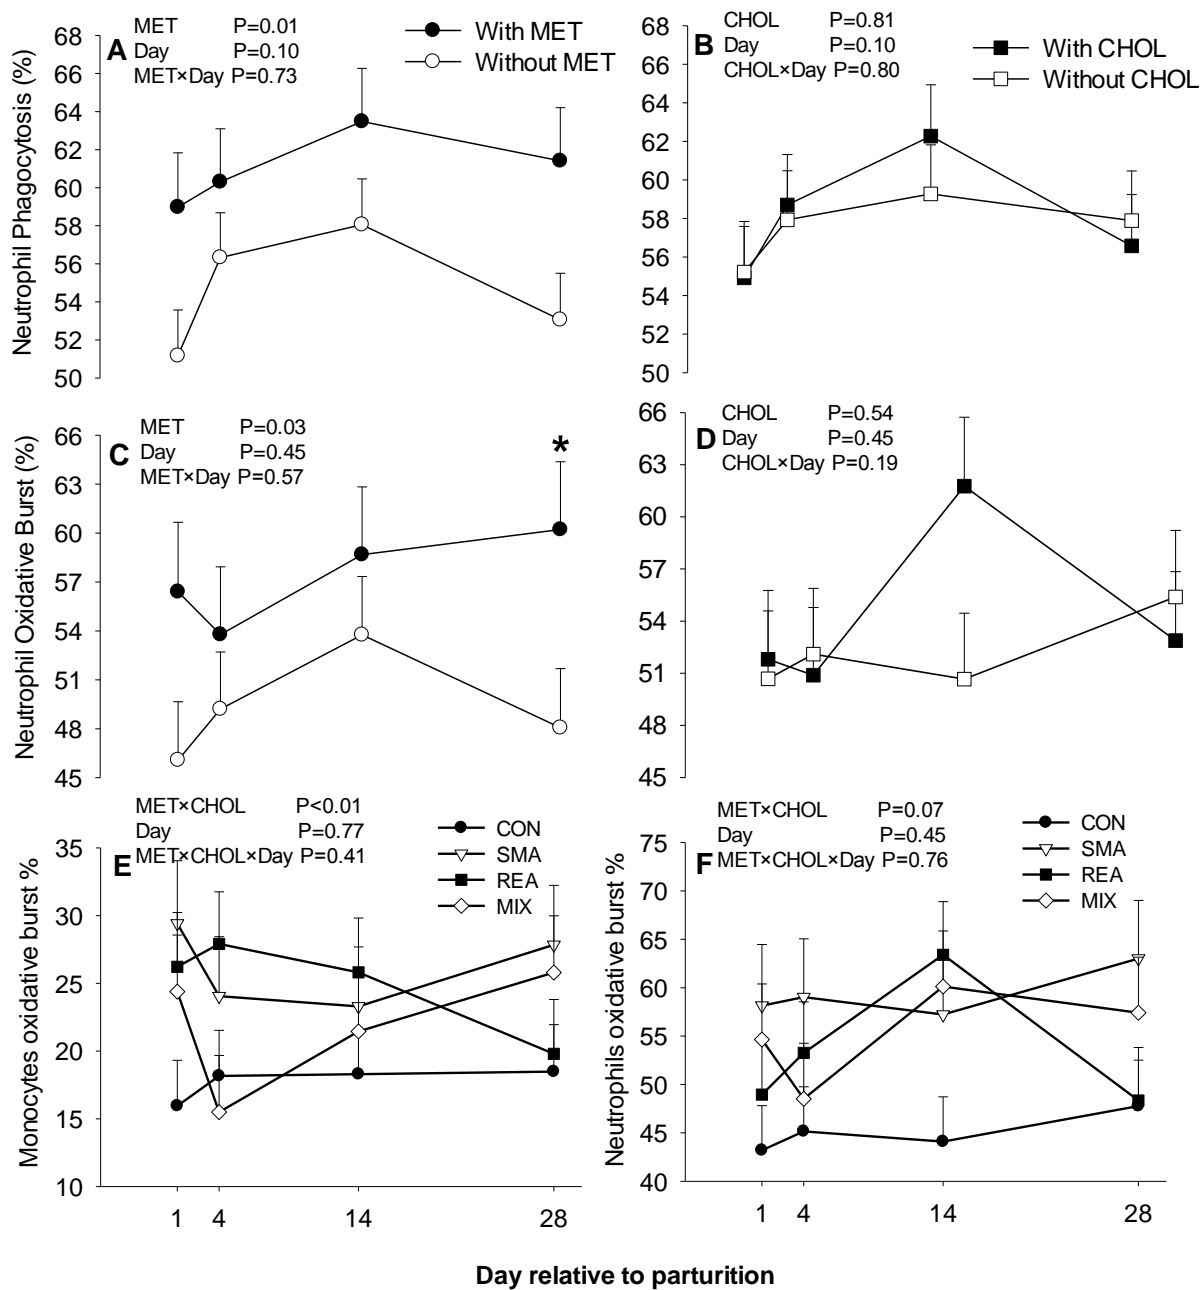 A
MET P=0.01
Day P=0.10
MET×Day P=0.73
With MET
Without MET
Neutrophil Phagocytosis (%)
68
66
64
62
60
58
56
54
52
50
B
CHOL P=0.81
Day P=0.10
CHOL×Day P=0.80
With CHOL
Without CHOL
68
66
64
62
60
58
56
54
52
50
C
MET P=0.03
Day P=0.45
MET×Day P=0.57
*
Neutrophil Oxidative Burst (%)
66
63
60
57
54
51
48
45
D
CHOL P=0.54
Day P=0.45
CHOL×Day P=0.19
66
63
60
57
54
51
48
45
E
MET×CHOL P<0.01
Day P=0.77
MET×CHOL×Day P=0.41
CON
SMA
REA
MIX
Monocytes oxidative burst %
35
30
25
20
15
10
1 4 14 28
F
MET×CHOL P=0.07
Day P=0.45
MET×CHOL×Day P=0.76
CON
SMA
REA
MIX
Neutrophils oxidative burst %
75
70
65
60
55
50
45
40
1 4 14 28
Day relative to parturition